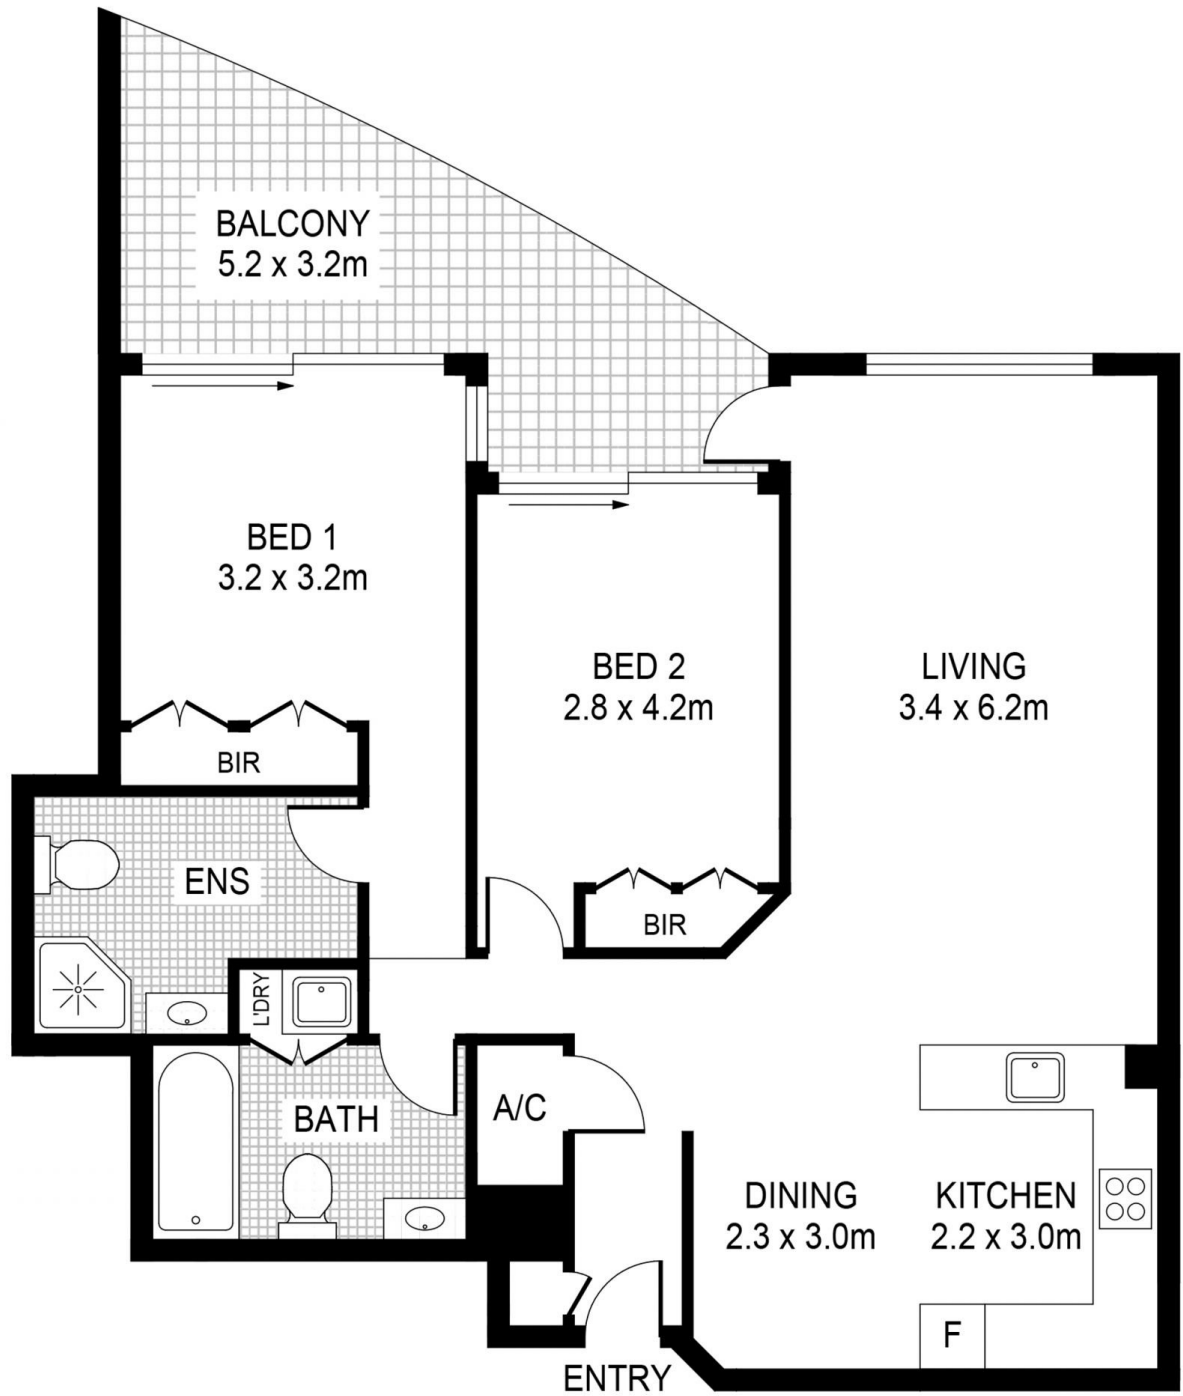 BALCONY
5.2 x 3.2m
BED 1
3.2 x 3.2m
BED 2
2.8 x 4.2m
LIVING
3.4 x 6.2m
BIR
ENS
BIR
L'DRY
BATH
A/C
DINING
2.3 x 3.0m
KITCHEN
2.2 x 3.0m
F
ENTRY